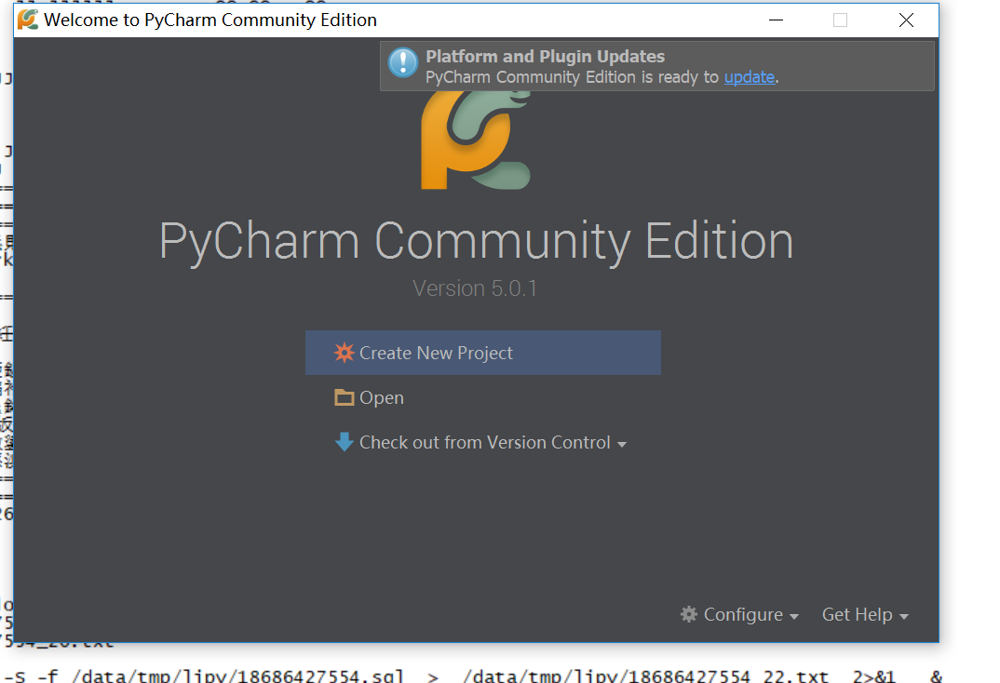 Welcome to PyCharm Community Edition
Platform and Plugin Updates
PyCharm Community Edition is ready to update.
PyCharm Community Edition
Version 5.0.1
Create New Project
Open
Check out from Version Control
Configure
Get Help
-S -f /data/tmp/lipy/18686427554.sql > /data/tmp/lipy/18686427554_22.txt 2>&1 &